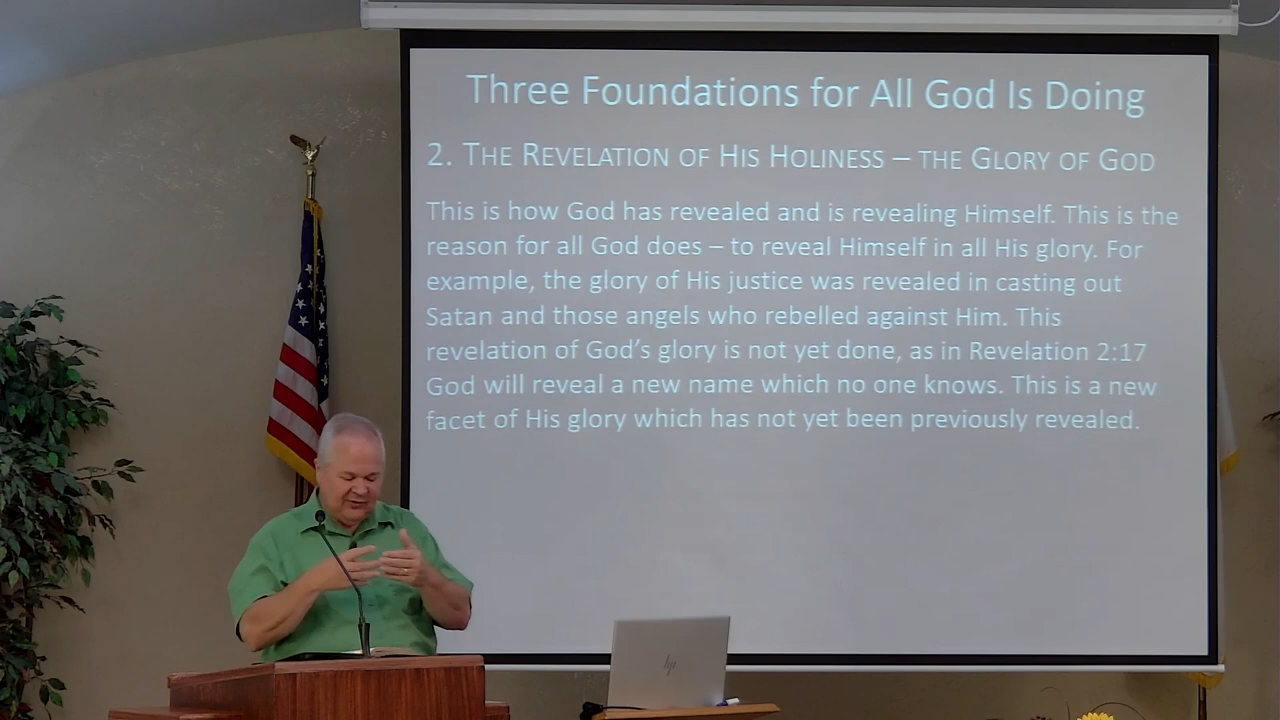 Three Foundations for All God Is Doing
2. The Revelation of His Holiness – the Glory of God
This is how God has revealed and is revealing Himself. This is the
reason for all God does – to reveal Himself in all His glory. For
example, the glory of His justice was revealed in casting out
Satan and those angels who rebelled against Him. This
revelation of God’s glory is not yet done, as in Revelation 2:17
God will reveal a new name which no one knows. This is a new
facet of His glory which has not yet been previously revealed.
hp